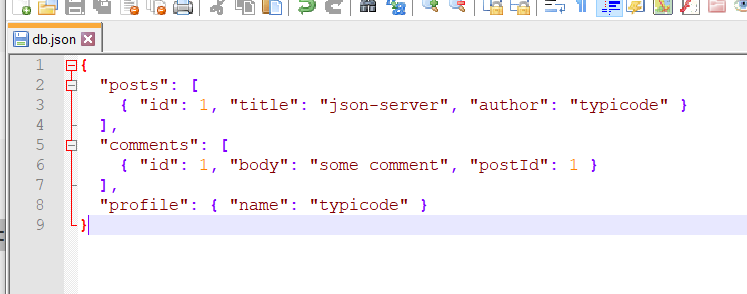 db.json
1 {
2 "posts": [
3 { "id": 1, "title": "json-server", "author": "typicode" }
4 ],
5 "comments": [
6 { "id": 1, "body": "some comment", "postId": 1 }
7 ],
8 "profile": { "name": "typicode" }
9 }